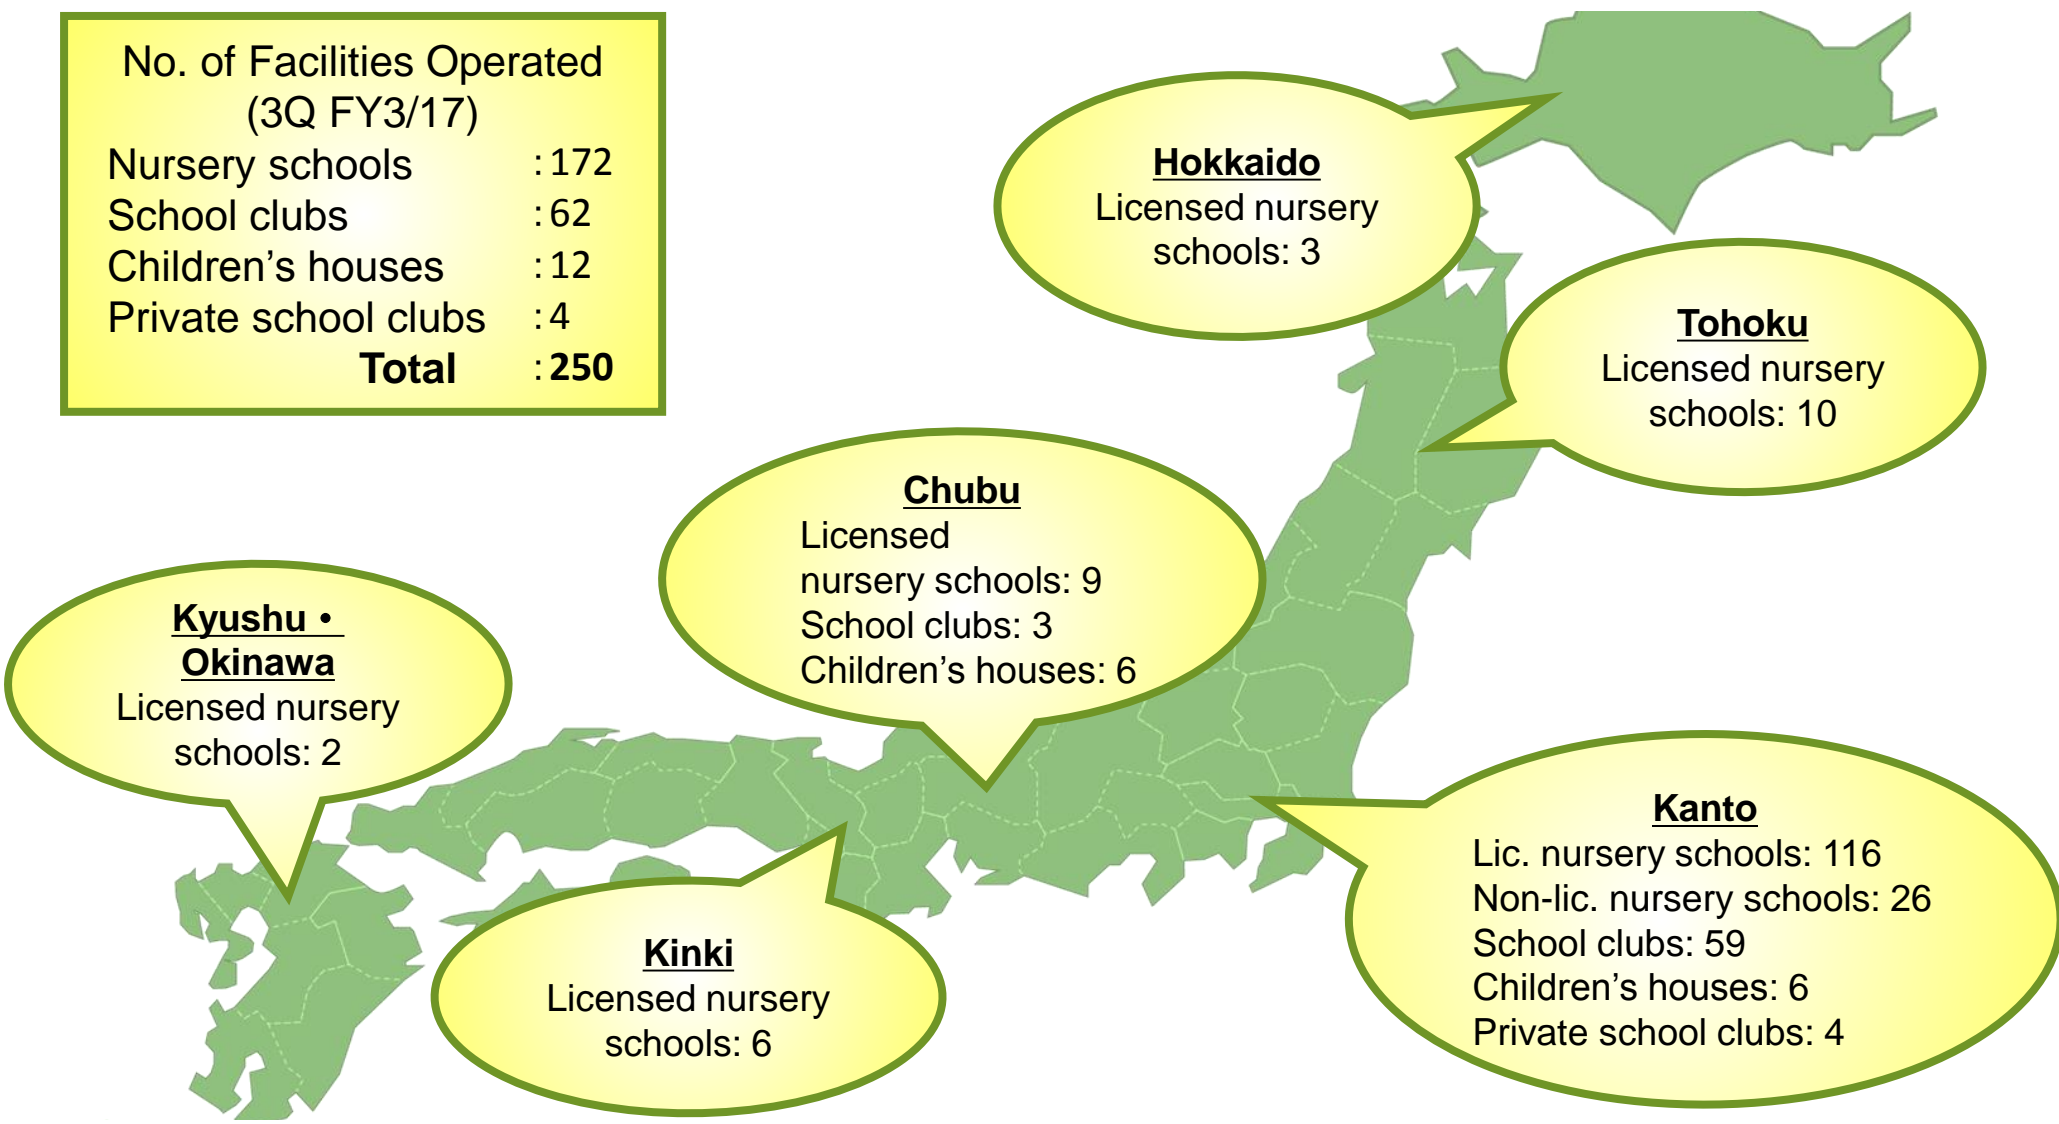 No. of Facilities Operated
(3Q FY3/17)
Nursery schools :172
School clubs :62
Children’s houses :12
Private school clubs :4
Total :250
Hokkaido
Licensed nursery
schools: 3
Tohoku
Licensed nursery
schools: 10
Chubu
Licensed
nursery schools: 9
School clubs: 3
Children’s houses: 6
Kyushu・
Okinawa
Licensed nursery
schools: 2
Kanto
Lic. nursery schools: 116
Non-lic. nursery schools: 26
School clubs: 59
Children’s houses: 6
Private school clubs: 4
Kinki
Licensed nursery
schools: 6